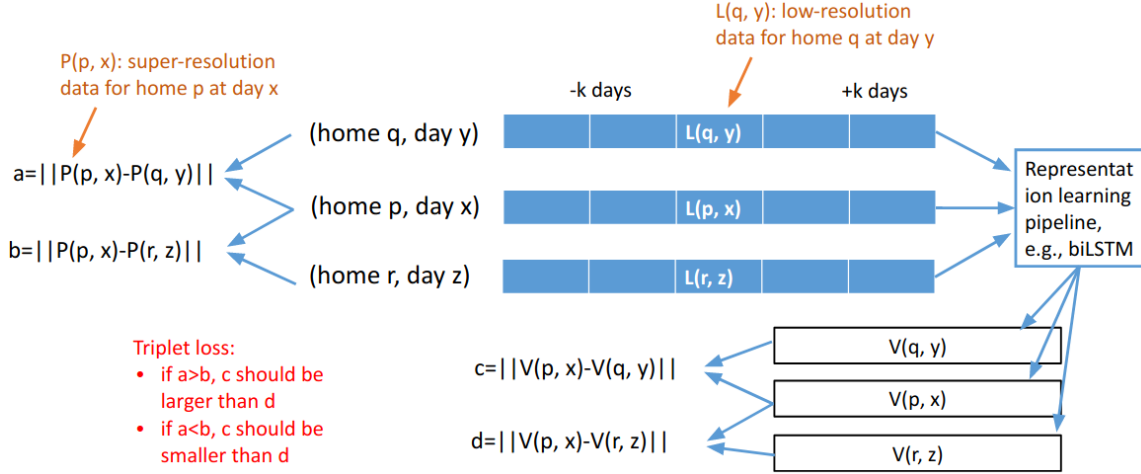 L(q, y): low-resolution
data for home q at day y
P(p, x): super-resolution
data for home p at day x
-k days
+k days
(home q, day y)
L(q, y)
a=||P(p, x)-P(q, y)||
(home p, day x)
L(p, x)
b=||P(p, x)-P(r, z)||
(home r, day z)
L(r, z)
Representat
ion learning
pipeline,
e.g., biLSTM
Triplet loss:
• if a>b, c should be
larger than d
• if a<b, c should be
smaller than d
c=||V(p, x)-V(q, y)||
d=||V(p, x)-V(r, z)||
V(q, y)
V(p, x)
V(r, z)